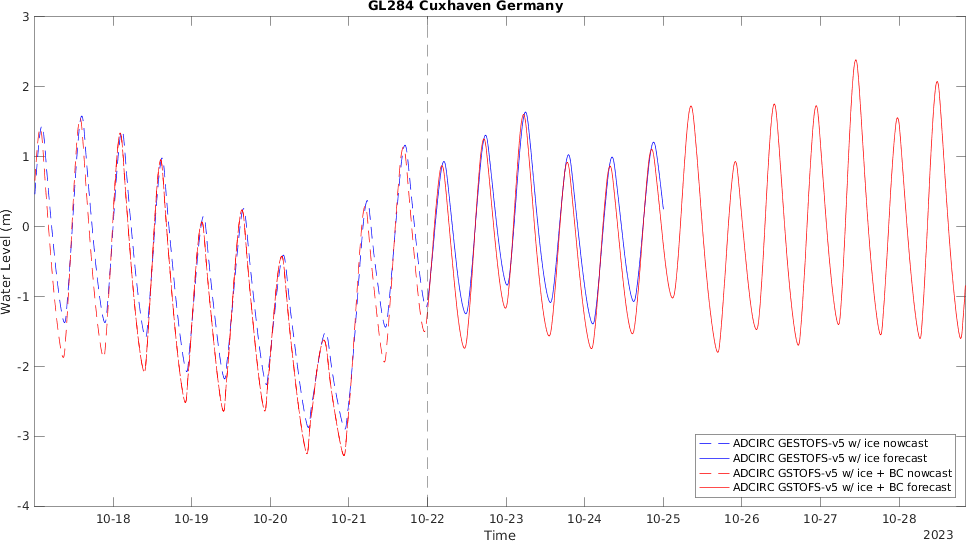 GL284 Cuxhaven Germany
3
2
1
0
-1
-2
-3
-4
Water Level (m)
ADCIRC GESTOFS-v5 w/ ice nowcast
ADCIRC GESTOFS-v5 w/ ice forecast
ADCIRC GSTOFS-v5 w/ ice + BC nowcast
ADCIRC GSTOFS-v5 w/ ice + BC forecast
10-18 10-19 10-20 10-21 10-22 10-23 10-24 10-25 10-26 10-27 10-28
Time
2023